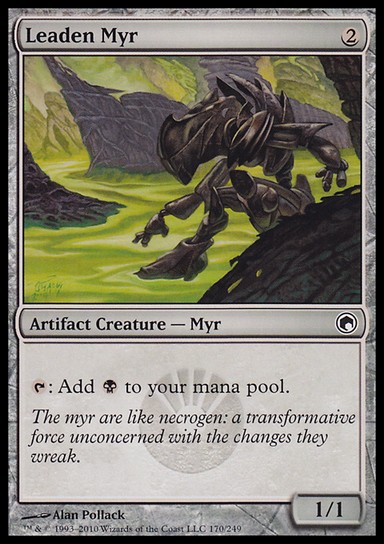 Leaden Myr 2
Artifact Creature — Myr
: Add to your mana pool.
The myr are like necrogen: a transformative
force unconcerned with the changes they
wreak.
Alan Pollack
™ & © 1993–2010 Wizards of the Coast LLC 170/249
1/1